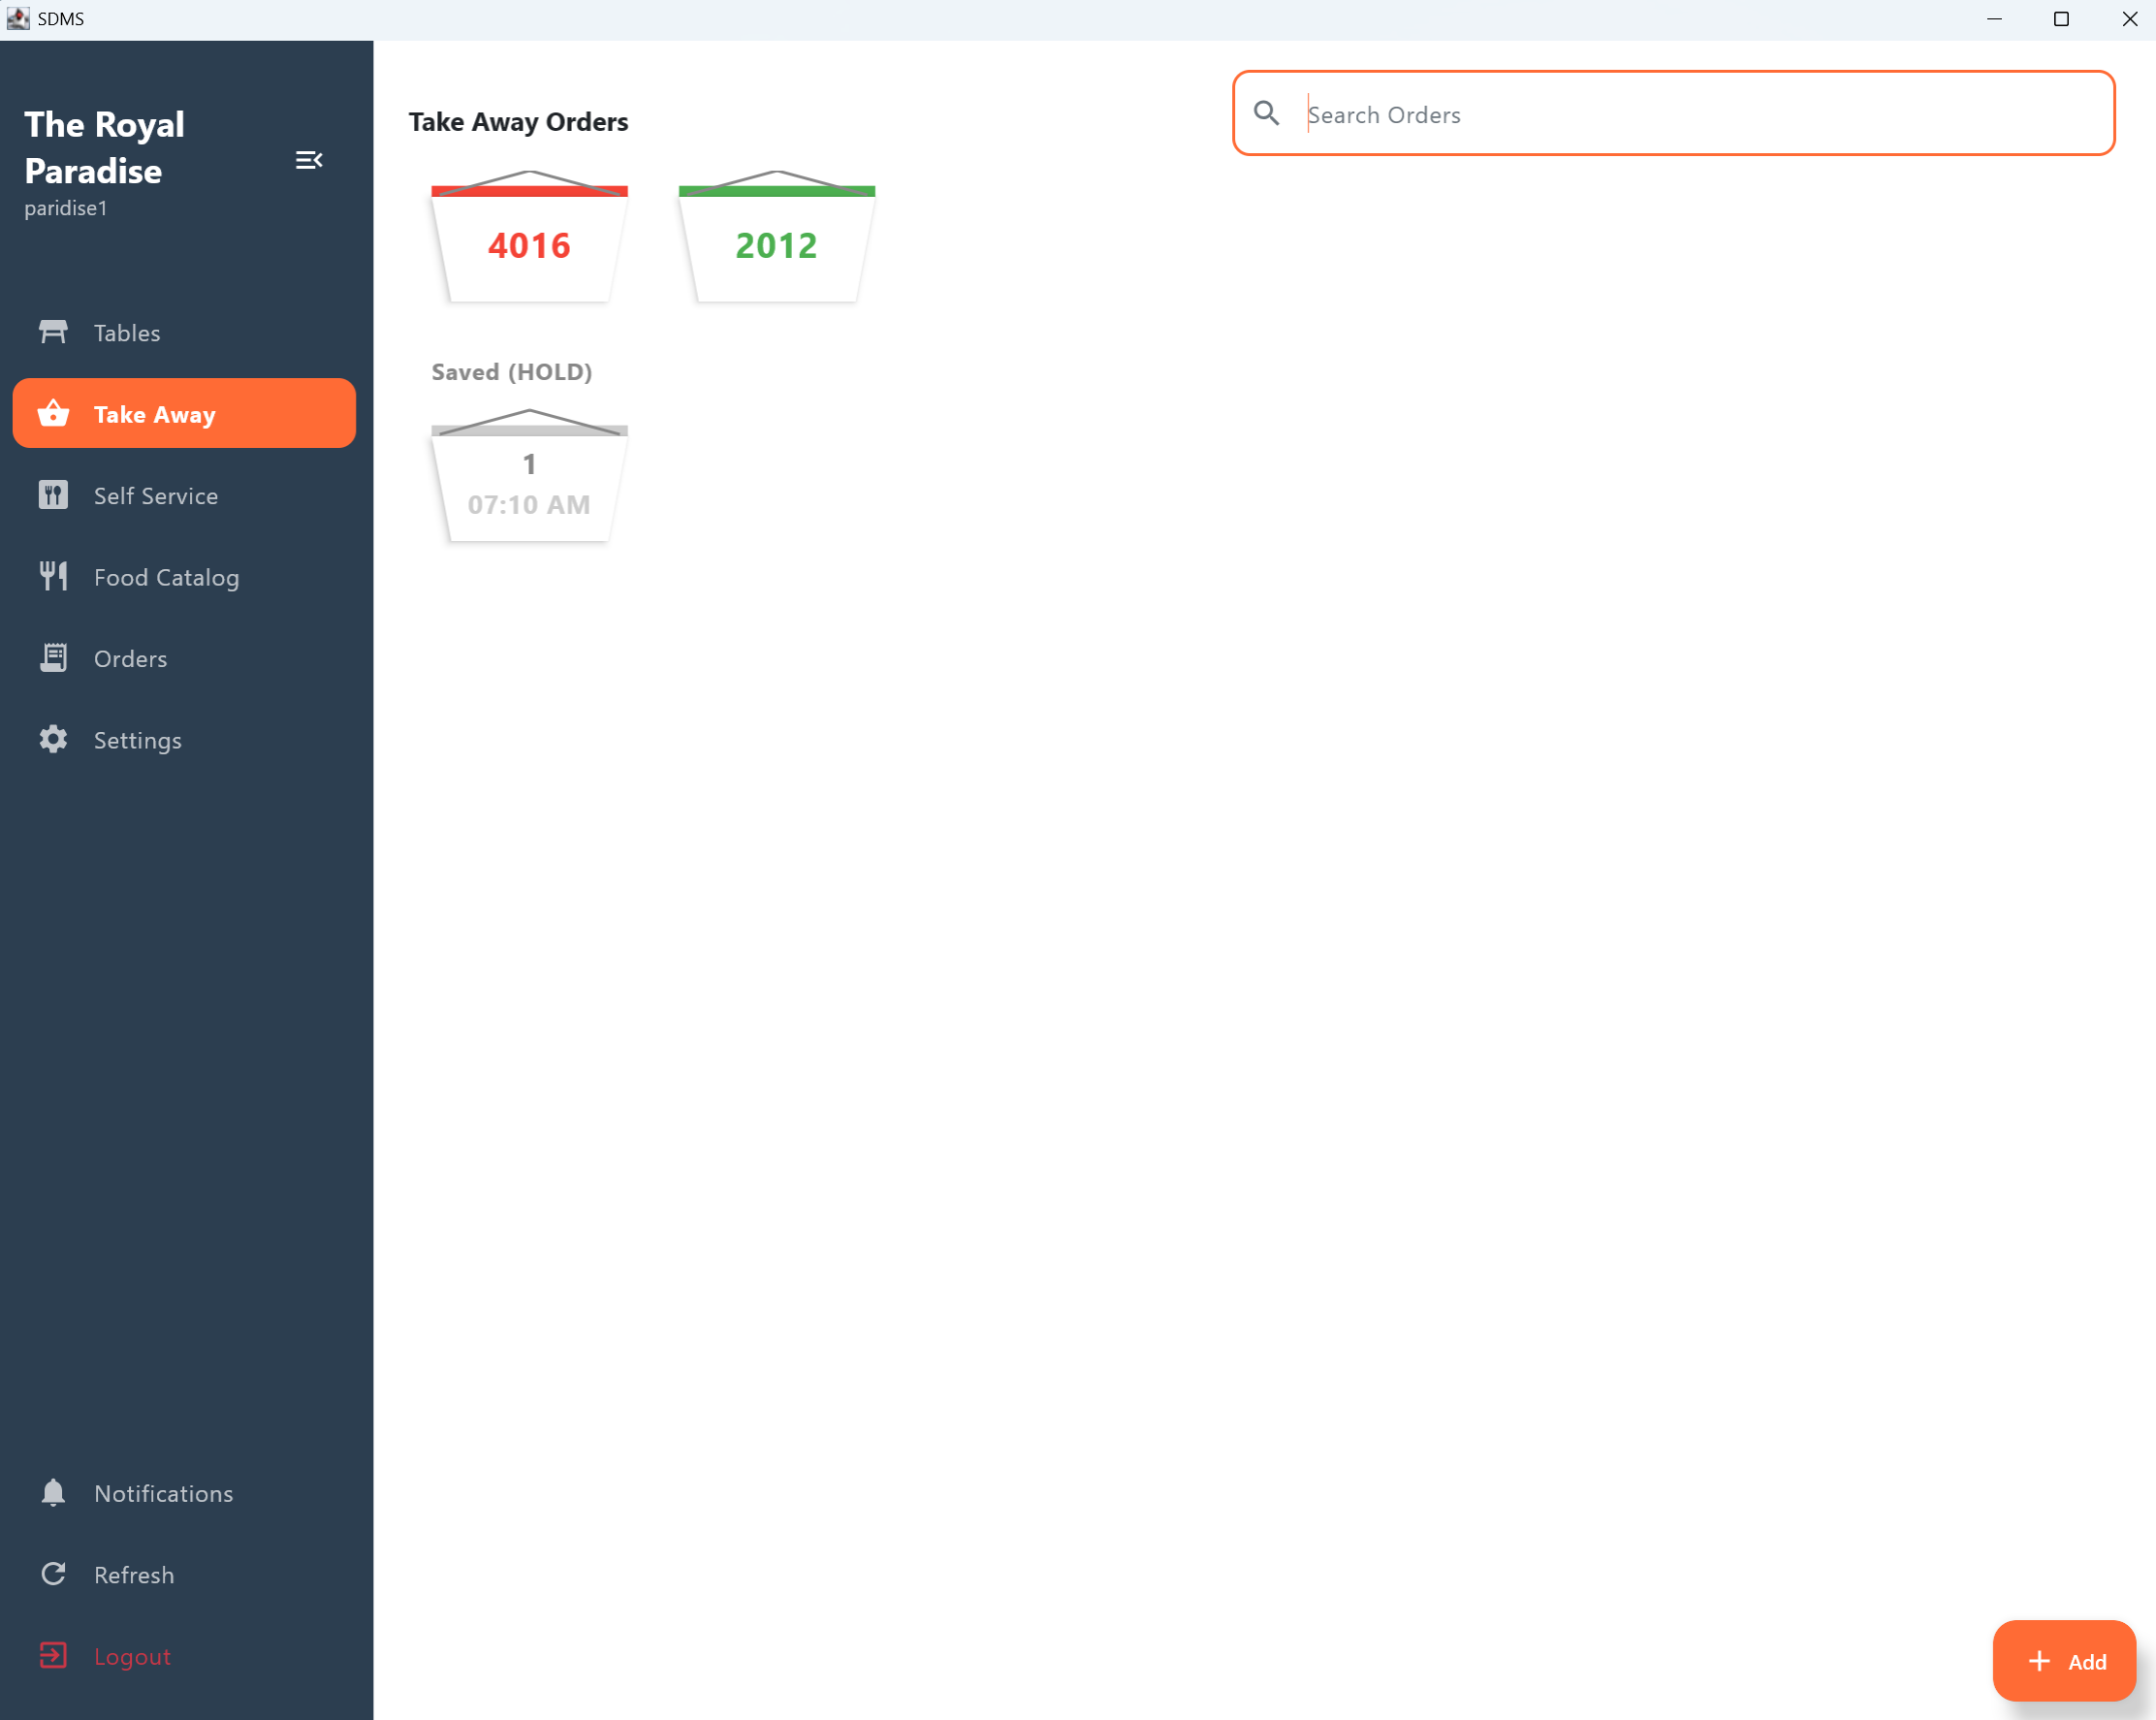 SDMS
The Royal
Paradise
paridise1
Tables
Take Away
Self Service
Food Catalog
Orders
Settings
Notifications
Refresh
Logout
Take Away Orders
Search Orders
4016
2012
Saved (HOLD)
1
07:10 AM
Add